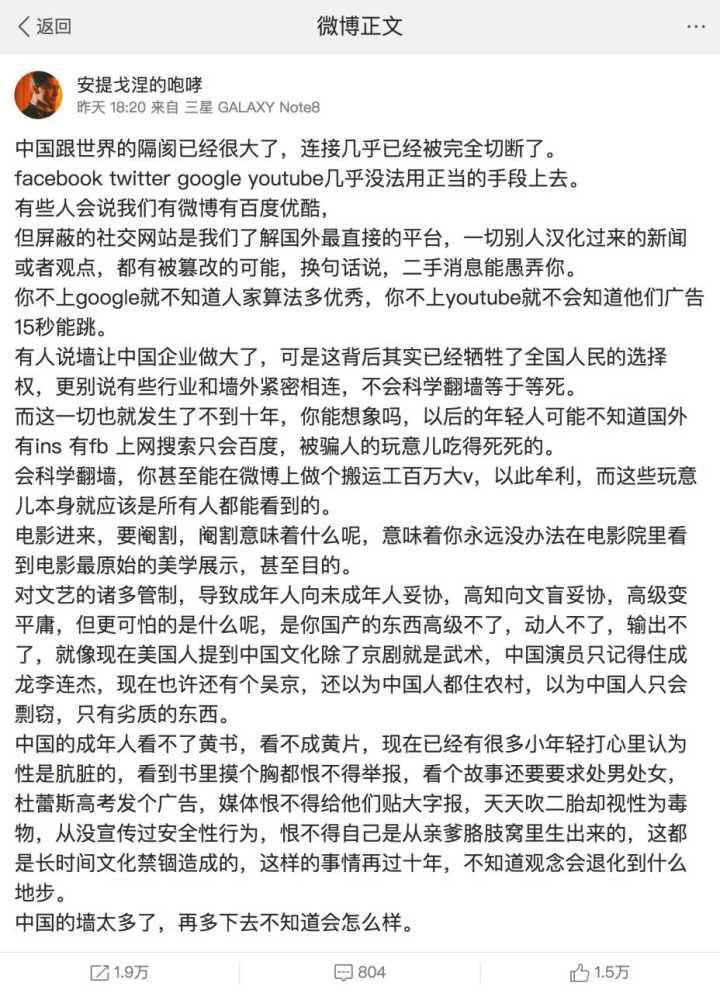 返回
微博正文
安提戈涅的咆哮
昨天 18:20 来自 三星 GALAXY Note8
中国跟世界的隔阂已经很大了，连接几乎已经被完全切断了。
facebook twitter google youtube几乎没法用正当的手段上去。
有些人会说我们有微博有百度优酷，
但屏蔽的社交网站是我们了解国外最直接的平台，一切别人汉化过来的新闻
或者观点，都有被篡改的可能，换句话说，二手消息能愚弄你。
你不上google就不知道人家算法多优秀，你不上youtube就不会知道他们广告
15秒能跳。
有人说墙让中国企业做大了，可是这背后其实已经牺牲了全国人民的选择
权，更别说有些行业和墙外紧密相连，不会科学翻墙等于等死。
而这一切也就发生了不到十年，你能想象吗，以后的年轻人可能不知道国外
有ins 有fb 上网搜索只会百度，被骗人的玩意儿吃得死死的。
会科学翻墙，你甚至能在微博上做个搬运工百万大v，以此牟利，而这些玩意
儿本身就应该是所有人都能看到的。
电影进来，要阉割，阉割意味着什么呢，意味着你永远没办法在电影院里看
到电影最原始的美学展示，甚至目的。
对文艺的诸多管制，导致成年人向未成年人妥协，高知向文盲妥协，高级变
平庸，但更可怕的是什么呢，是你国产的东西高级不了，动人不了，输出不
了，就像现在美国人提到中国文化除了京剧就是武术，中国演员只记得住成
龙李连杰，现在也许还有个吴京，还以为中国人都住农村，以为中国人只会
剽窃，只有劣质的东西。
中国的成年人看不了黄书，看不成黄片，现在已经有很多小年轻打心里认为
性是肮脏的，看到书里摸个胸都恨不得举报，看个故事还要要求处男处女，
杜蕾斯高考发个广告，媒体恨不得给他们贴大字报，天天吹二胎却视性为毒
物，从没宣传过安全性行为，恨不得自己是从亲爹胳肢窝里生出来的，这都
是长时间文化禁锢造成的，这样的事情再过十年，不知道观念会退化到什么
地步。
中国的墙太多了，再多下去不知道会怎么样。
1.9万 804 1.5万